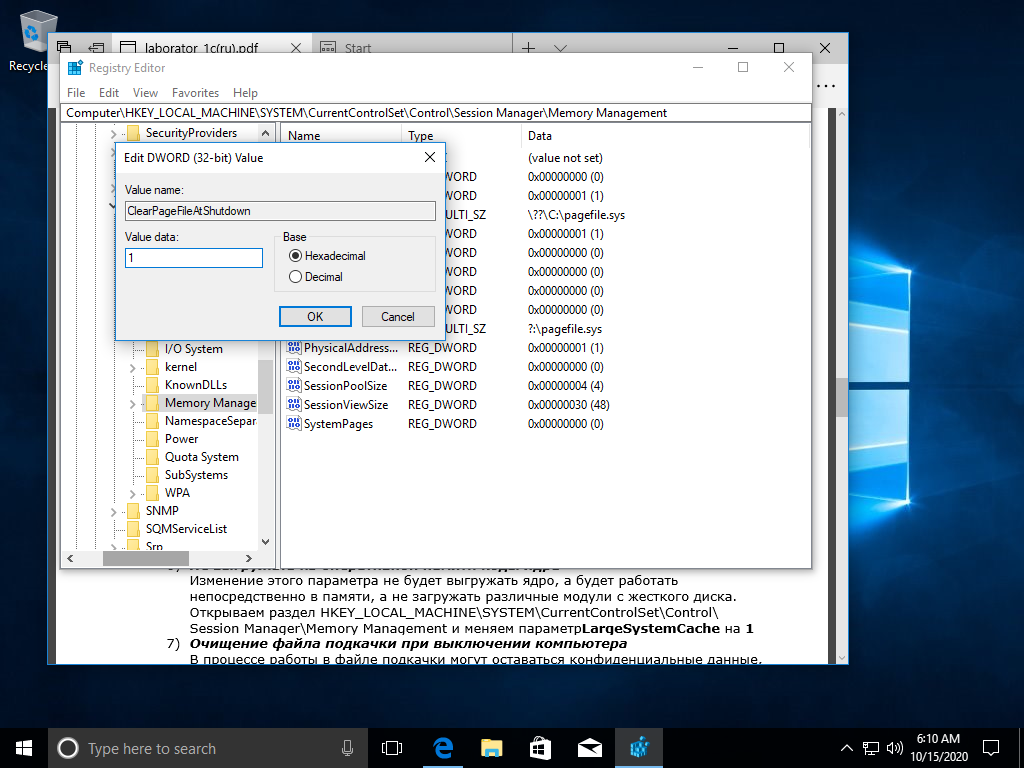 Recycle
laborator_1c(ru).pdf
Start
Registry Editor
File Edit View Favorites Help
Computer\HKEY_LOCAL_MACHINE\SYSTEM\CurrentControlSet\Control\Session Manager\Memory Management
SecurityProviders
Name Type Data
Edit DWORD (32-bit) Value
(value not set)
WORD 0x00000000 (0)
Value name:
WORD 0x00000001 (1)
ClearPageFileAtShutdown
ULTI_SZ \??\C:\pagefile.sys
Value data:
Base
WORD 0x00000001 (1)
1
Hexadecimal
WORD 0x00000000 (0)
Decimal
WORD 0x00000000 (0)
WORD 0x00000000 (0)
OK Cancel
WORD 0x00000000 (0)
ULTI_SZ ?:\pagefile.sys
I/O System
kernel
KnownDLLs
Memory Manage
NamespaceSepar
Power
Quota System
SubSystems
WPA
SNMP
SQMServiceList
Srp
PhysicalAddress... REG_DWORD 0x00000001 (1)
SecondLevelDat... REG_DWORD 0x00000000 (0)
SessionPoolSize REG_DWORD 0x00000004 (4)
SessionViewSize REG_DWORD 0x00000030 (48)
SystemPages REG_DWORD 0x00000000 (0)
Изменение этого параметра не будет выгружать ядро, а будет работать
непосредственно в памяти, а не загружать различные модули с жесткого диска.
Открываем раздел HKEY_LOCAL_MACHINE\SYSTEM\CurrentControlSet\Control\
Session Manager\Memory Management и меняем параметрLargeSystemCache на 1
7) Очищение файла подкачки при выключении компьютера
В процессе работы в файле подкачки могут оставаться конфиденциальные данные,
Type here to search
6:10 AM
10/15/2020